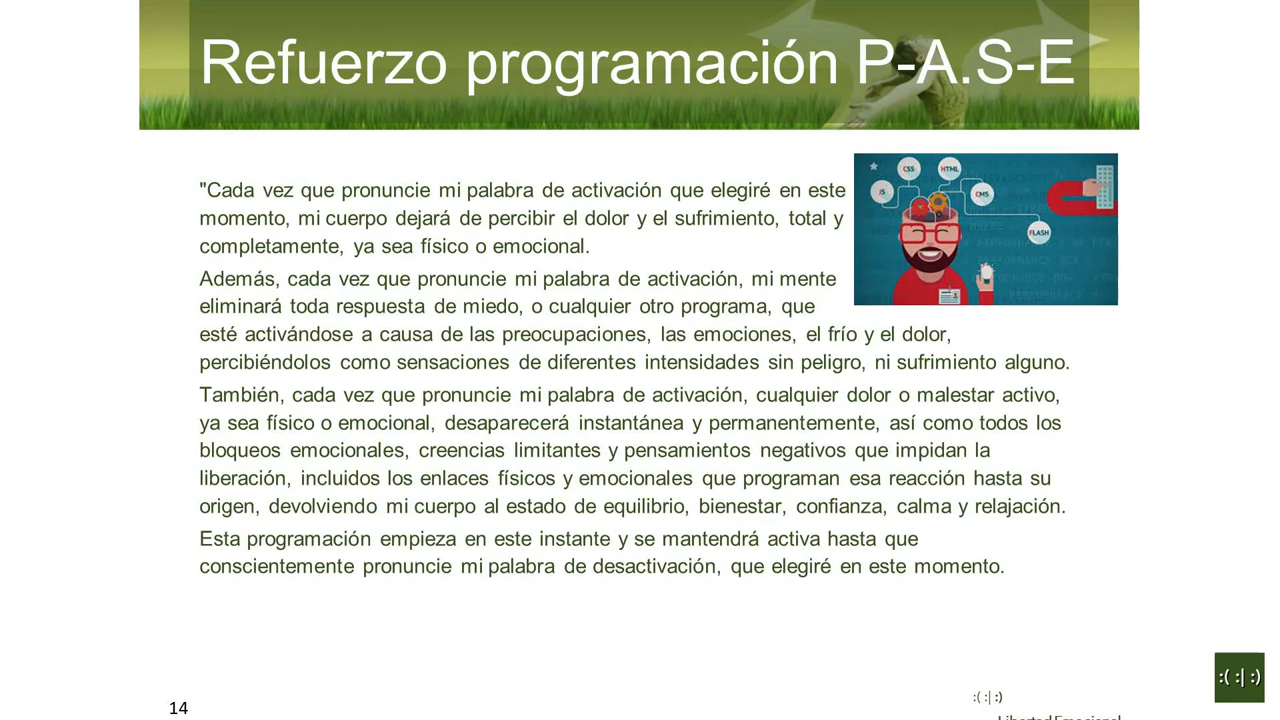 Refuerzo programación P-A.S-E
"Cada vez que pronuncie mi palabra de activación que elegiré en este
momento, mi cuerpo dejará de percibir el dolor y el sufrimiento, total y
completamente, ya sea físico o emocional.
Además, cada vez que pronuncie mi palabra de activación, mi mente
eliminará toda respuesta de miedo, o cualquier otro programa, que
esté activándose a causa de las preocupaciones, las emociones, el frío y el dolor,
percibiéndolos como sensaciones de diferentes intensidades sin peligro, ni sufrimiento alguno.
También, cada vez que pronuncie mi palabra de activación, cualquier dolor o malestar activo,
ya sea físico o emocional, desaparecerá instantánea y permanentemente, así como todos los
bloqueos emocionales, creencias limitantes y pensamientos negativos que impidan la
liberación, incluidos los enlaces físicos y emocionales que programan esa reacción hasta su
origen, devolviendo mi cuerpo al estado de equilibrio, bienestar, confianza, calma y relajación.
Esta programación empieza en este instante y se mantendrá activa hasta que
conscientemente pronuncie mi palabra de desactivación, que elegiré en este momento.
JS
CSS
HTML
CMS
FLASH
14
:( :| :)
Libertad Emocional
:( :| :)